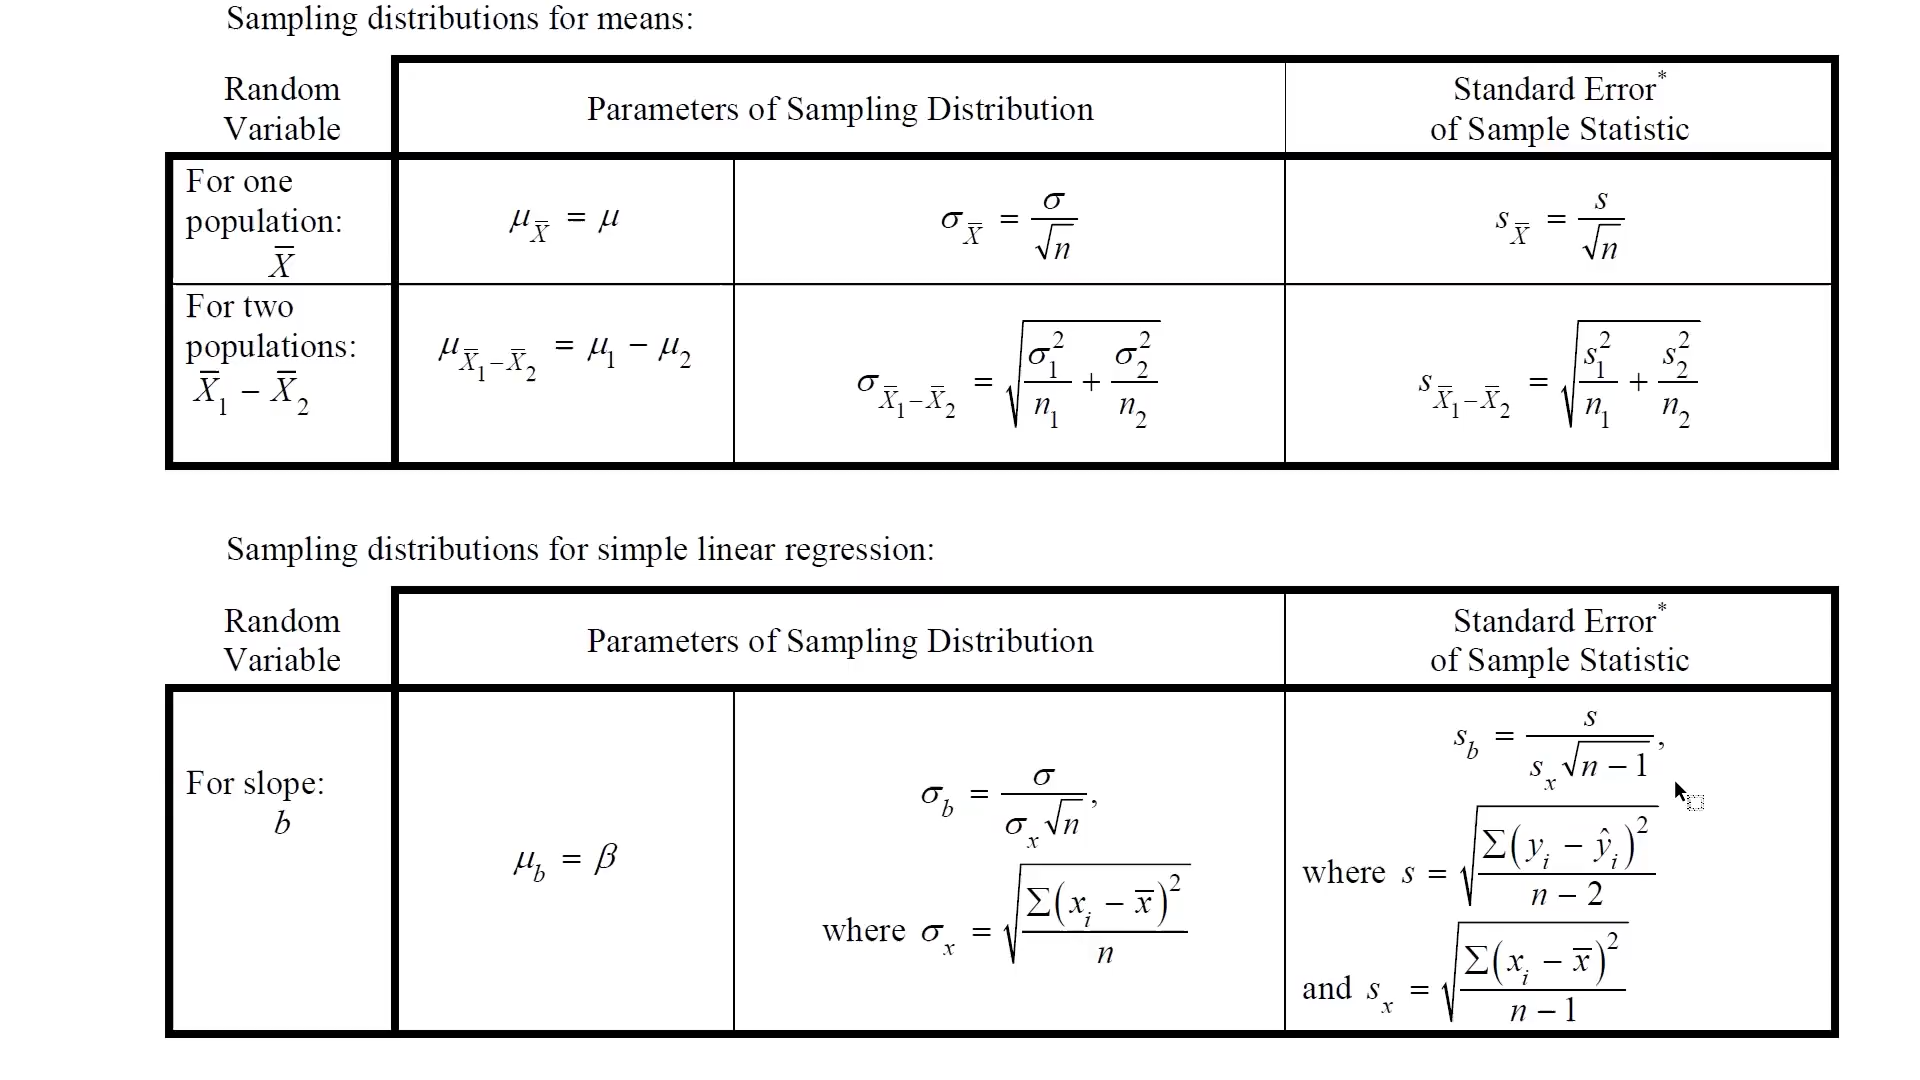 Sampling distributions for means:
Random Variable | Parameters of Sampling Distribution | Standard Error* of Sample Statistic
For one population: X̅ | μ_X̅ = μ | σ_X̅ = σ/√n | s_X̅ = s/√n
For two populations: X̅₁ − X̅₂ | μ_X̅₁−X̅₂ = μ₁ − μ₂ | σ_X̅₁−X̅₂ = √(σ₁²/n₁ + σ₂²/n₂) | s_X̅₁−X̅₂ = √(s₁²/n₁ + s₂²/n₂)
Sampling distributions for simple linear regression:
Random Variable | Parameters of Sampling Distribution | Standard Error* of Sample Statistic
For slope: b | μ_b = β | σ_b = σ/(σ_x√n),
where σ_x = √(Σ(x_i − x̅)²/n)
s_b = s/(s_x√(n − 1)),
where s = √(Σ(y_i − ŷ_i)²/(n − 2))
and s_x = √(Σ(x_i − x̅)²/(n − 1))